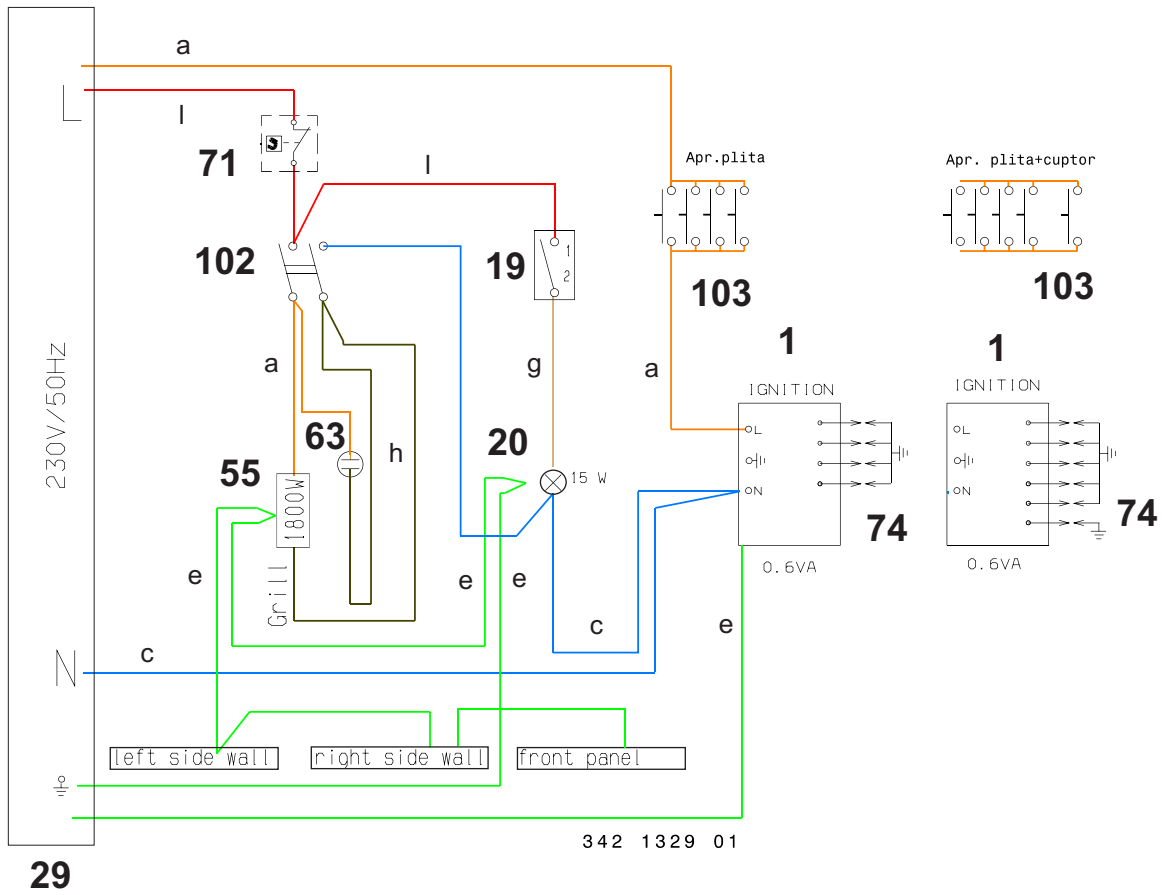 a
L
l
71
l
Apr.plita
Apr. plita+cuptor
102
19
1
2
103
103
230V/50Hz
a
g
a
1
1
IGNITION
IGNITION
63
20
h
L
L
55
15 W
1800W
N
N
74
74
Grill
e
e
e
0.6VA
0.6VA
c
e
N
c
left side wall
right side wall
front panel
342 1329 01
29